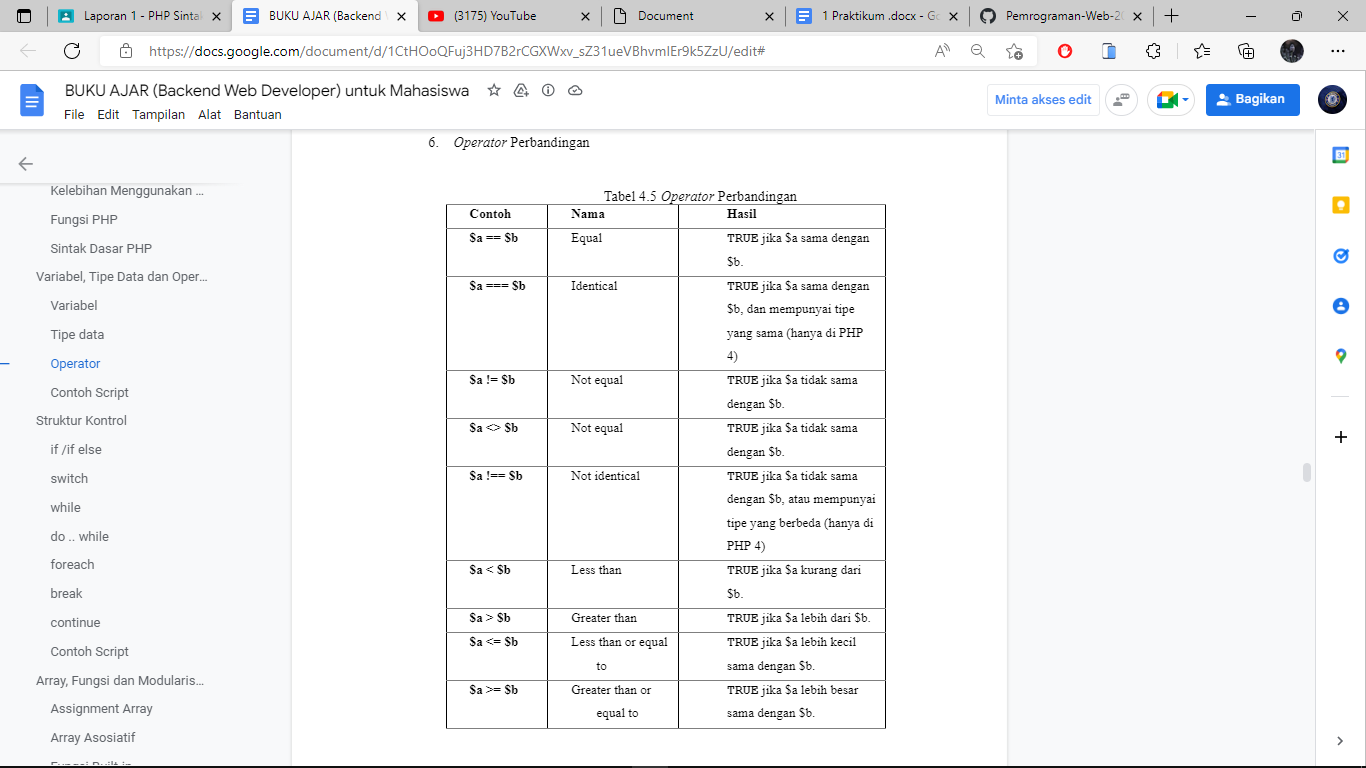 Laporan 1 - PHP Sinta
BUKU AJAR (Backend
(3175) YouTube
Document
1 Praktikum .docx - G
Pemrograman-Web-2
https://docs.google.com/document/d/1CtHOoQFuj3HD7B2rCGXWxv_sZ31ueVBhvmIEr9k5ZzU/edit#
BUKU AJAR (Backend Web Developer) untuk Mahasiswa
File Edit Tampilan Alat Bantuan
Minta akses edit
Bagikan
Kelebihan Menggunakan ...
Fungsi PHP
Sintak Dasar PHP
Variabel, Tipe Data dan Oper...
Variabel
Tipe data
Operator
Contoh Script
Struktur Kontrol
if /if else
switch
while
do .. while
foreach
break
continue
Contoh Script
Array, Fungsi dan Modularis...
Assignment Array
Array Asosiatif
Fungsi Built in
6. Operator Perbandingan
Tabel 4.5 Operator Perbandingan
Contoh Nama Hasil
$a == $b Equal TRUE jika $a sama dengan
$b.
$a === $b Identical TRUE jika $a sama dengan
$b, dan mempunyai tipe
yang sama (hanya di PHP
4)
$a != $b Not equal TRUE jika $a tidak sama
dengan $b.
$a <> $b Not equal TRUE jika $a tidak sama
dengan $b.
$a !== $b Not identical TRUE jika $a tidak sama
dengan $b, atau mempunyai
tipe yang berbeda (hanya di
PHP 4)
$a < $b Less than TRUE jika $a kurang dari
$b.
$a > $b Greater than TRUE jika $a lebih dari $b.
$a <= $b Less than or equal TRUE jika $a lebih kecil
to sama dengan $b.
$a >= $b Greater than or TRUE jika $a lebih besar
equal to sama dengan $b.
31